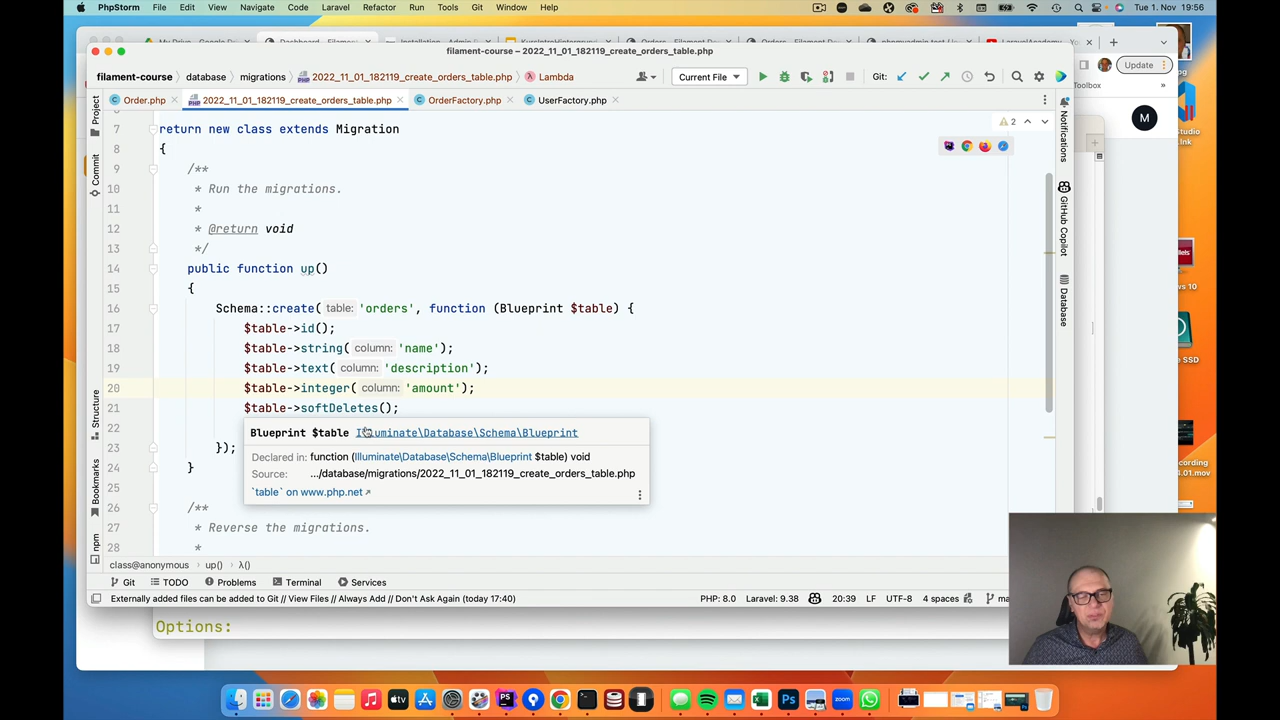 PhpStorm File Edit View Navigate Code Laravel Refactor Run Tools Git Window Help Tue 1. Nov 19:56
filament-course – 2022_11_01_182119_create_orders_table.php
filament-course database migrations 2022_11_01_182119_create_orders_table.php Lambda Current File Git: Update
Toolbox
Order.php 2022_11_01_182119_create_orders_table.php OrderFactory.php UserFactory.php
M
2
Project
Commit
Structure
Bookmarks
npm
Notifications
GitHub Copilot
Database
7 return new class extends Migration
8 {
9 /**
10 * Run the migrations.
11 *
12 * @return void
13 */
14 public function up()
15 {
16 Schema::create( table: 'orders', function (Blueprint $table) {
17 $table->id();
18 $table->string( column: 'name');
19 $table->text( column: 'description');
20 $table->integer( column: 'amount');
21 $table->softDeletes();
22
Blueprint $table Illuminate\Database\Schema\Blueprint
Declared in: function (Illuminate\Database\Schema\Blueprint $table) void
Source: .../database/migrations/2022_11_01_182119_create_orders_table.php
`table` on www.php.net
23 });
24 }
25
26 /**
27 * Reverse the migrations.
28 *
class@anonymous up() λ()
Git TODO Problems Terminal Services
Externally added files can be added to Git // View Files // Always Add // Don't Ask Again (today 17:40) PHP: 8.0 Laravel: 9.38 20:39 LF UTF-8 4 spaces
Options: